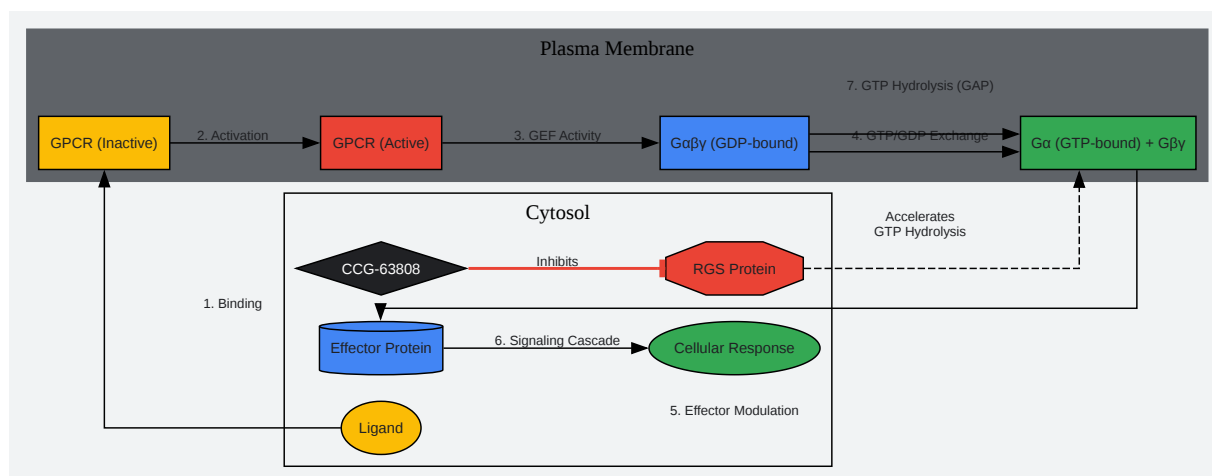 Plasma Membrane
7. GTP Hydrolysis (GAP)
GPCR (Inactive)
2. Activation
GPCR (Active)
3. GEF Activity
Gαβγ (GDP-bound)
4. GTP/GDP Exchange
Gα (GTP-bound) + Gβγ
Cytosol
Accelerates
GTP Hydrolysis
CCG-63808
Inhibits
RGS Protein
1. Binding
Effector Protein
6. Signaling Cascade
Cellular Response
5. Effector Modulation
Ligand